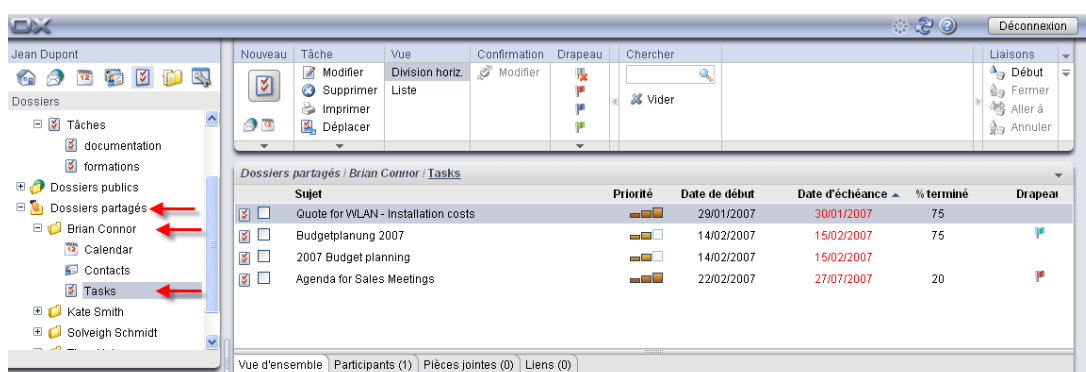 OX
Déconnexion
Jean Dupont
Dossiers
Tâches
documentation
formations
Dossiers publics
Dossiers partagés
Brian Connor
Calendar
Contacts
Tasks
Kate Smith
Solveigh Schmidt
Nouveau Tâche Vue Confirmation Drapeau Chercher Liaisons
Modifier Division horiz. Modifier Début
Supprimer Liste Fermer
Imprimer Vider Aller à
Déplacer Annuler
Dossiers partagés / Brian Connor / Tasks
Sujet Priorité Date de début Date d'échéance % terminé Drapeau
Quote for WLAN - Installation costs 29/01/2007 30/01/2007 75
Budgetplanung 2007 14/02/2007 15/02/2007 75
2007 Budget planning 14/02/2007 15/02/2007
Agenda for Sales Meetings 22/02/2007 27/07/2007 20
Vue d'ensemble Participants (1) Pièces jointes (0) Liens (0)